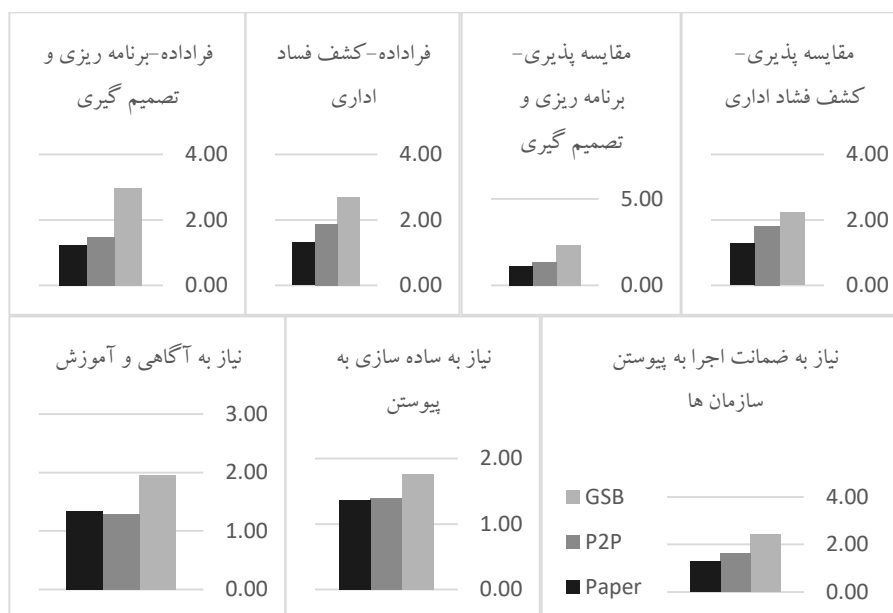 مقایسه پذیری-
کشف فشاد اداری
4.00
2.00
0.00
مقایسه پذیری-
برنامه ریزی و
تصمیم گیری
5.00
0.00
فراداده-کشف فساد
اداری
4.00
2.00
0.00
فراداده-برنامه ریزی و
تصمیم گیری
4.00
2.00
0.00
نیاز به ضمانت اجرا به پیوستن
سازمان ها
4.00
2.00
0.00
GSB
P2P
Paper
نیاز به ساده سازی به
پیوستن
2.00
1.00
0.00
نیاز به آگاهی و آموزش
3.00
2.00
1.00
0.00